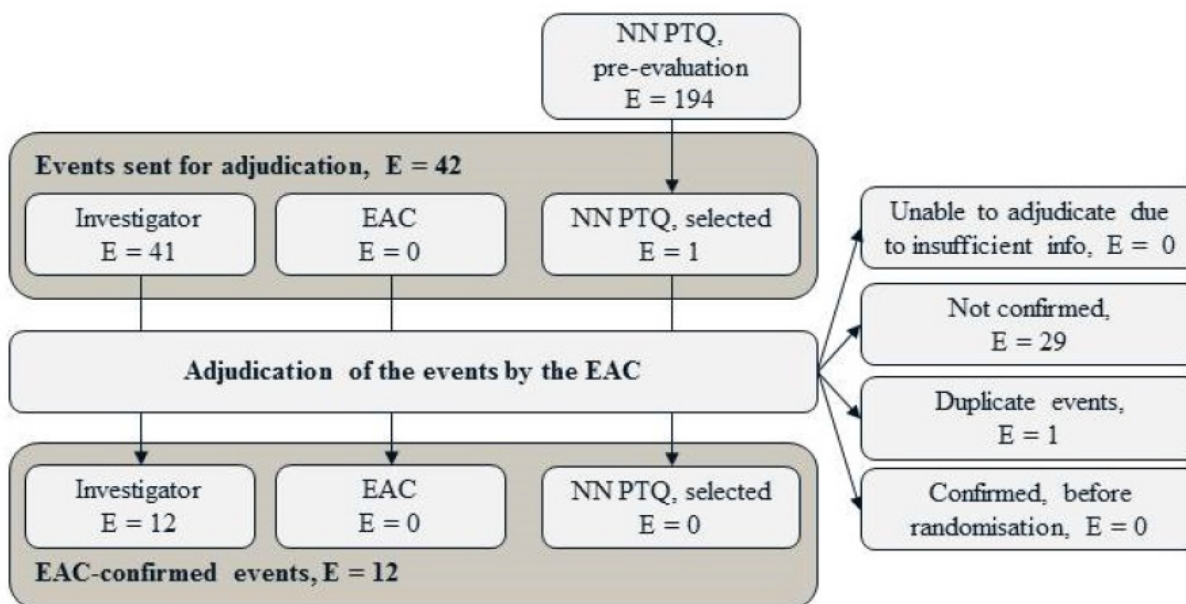 NN PTQ,
pre-evaluation
E = 194
Events sent for adjudication, E = 42
Investigator
E = 41
EAC
E = 0
NN PTQ, selected
E = 1
Adjudication of the events by the EAC
Unable to adjudicate due
to insufficient info, E = 0
Not confirmed,
E = 29
Duplicate events,
E = 1
Confirmed, before
randomisation, E = 0
Investigator
E = 12
EAC
E = 0
NN PTQ, selected
E = 0
EAC-confirmed events, E = 12